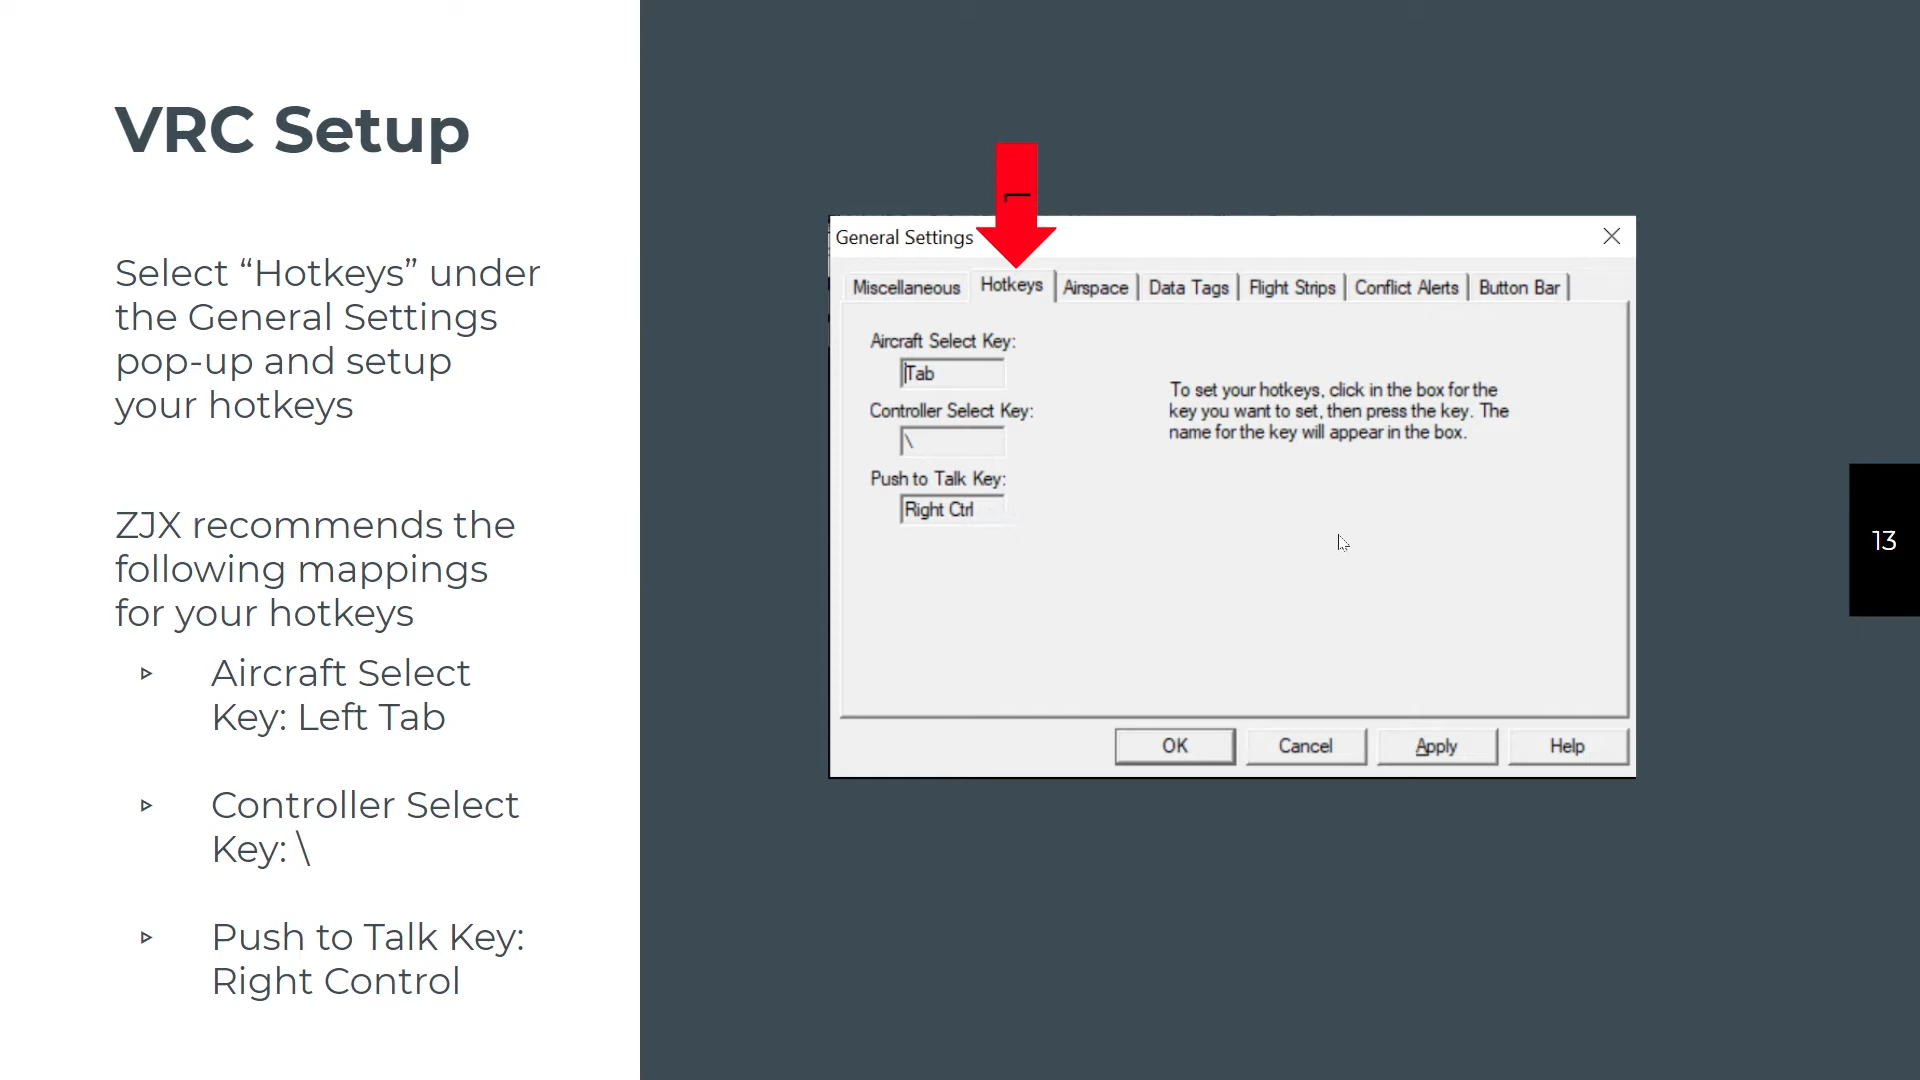 VRC Setup
Select “Hotkeys” under
the General Settings
pop-up and setup
your hotkeys
ZJX recommends the
following mappings
for your hotkeys
Aircraft Select
Key: Left Tab
Controller Select
Key: \
Push to Talk Key:
Right Control
1
General Settings
Miscellaneous Hotkeys Airspace Data Tags Flight Strips Conflict Alerts Button Bar
Aircraft Select Key:
Tab
Controller Select Key:
\
Push to Talk Key:
Right Ctrl
To set your hotkeys, click in the box for the
key you want to set, then press the key. The
name for the key will appear in the box.
OK Cancel Apply Help
13